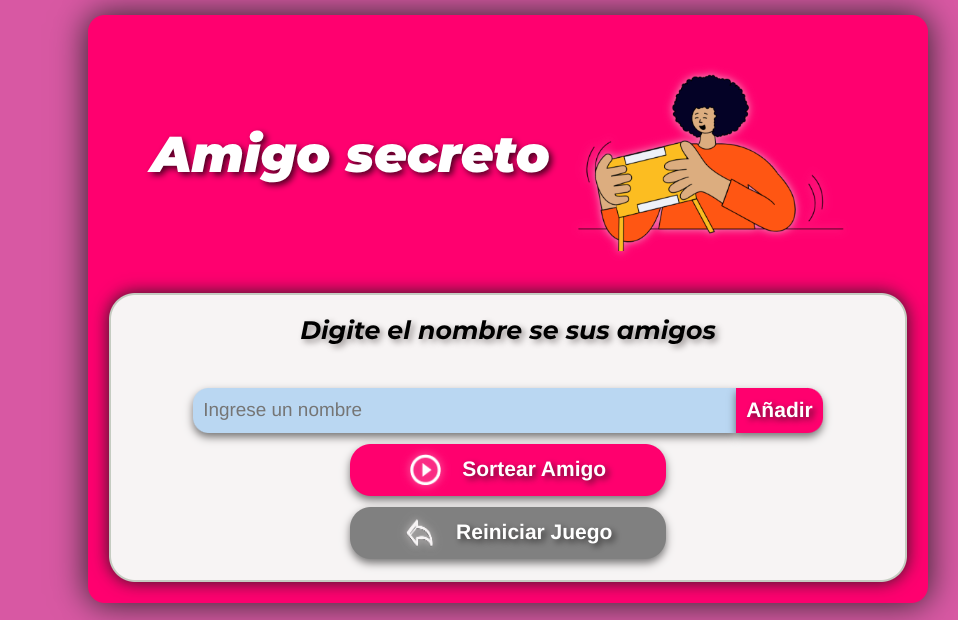 Amigo secreto
Digite el nombre se sus amigos
Ingrese un nombre
Añadir
Sortear Amigo
Reiniciar Juego